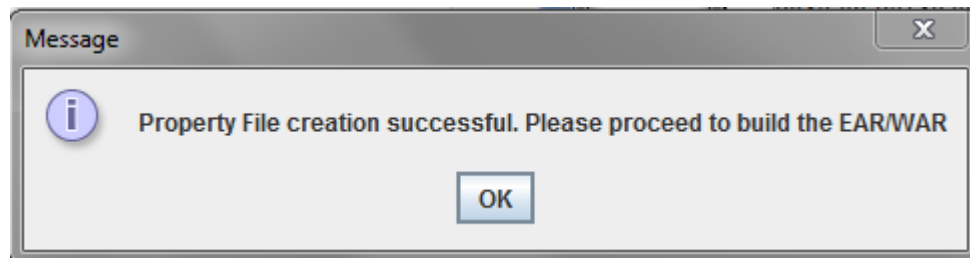 Message
Property File creation successful. Please proceed to build the EAR/WAR
OK